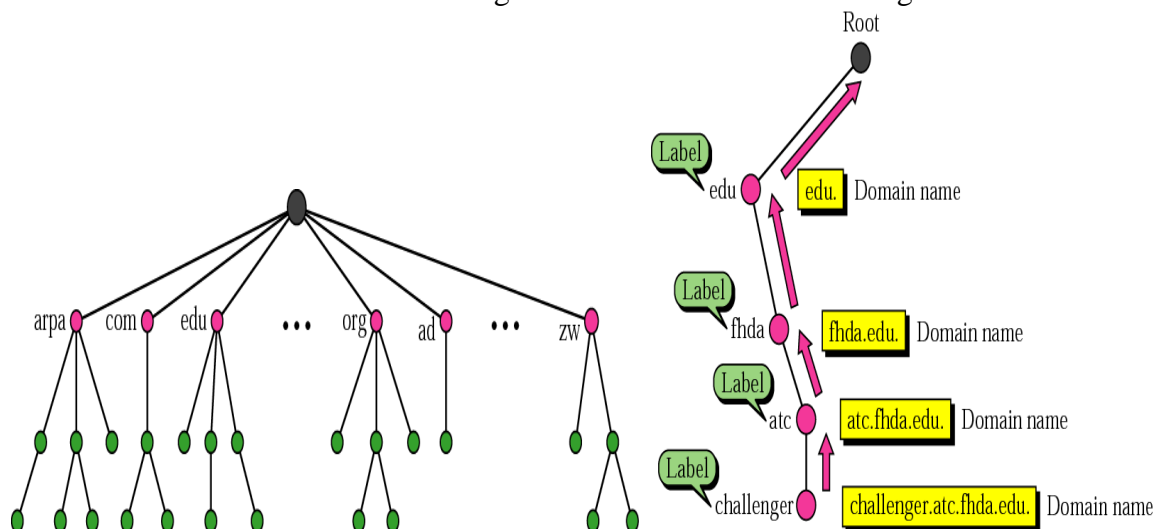 Root
Label
edu
edu.
Domain name
arpa
com
edu
...
org
ad
...
zw
Label
fhda
fhda.edu.
Domain name
Label
atc
atc.fhda.edu.
Domain name
Label
challenger
challenger.atc.fhda.edu.
Domain name